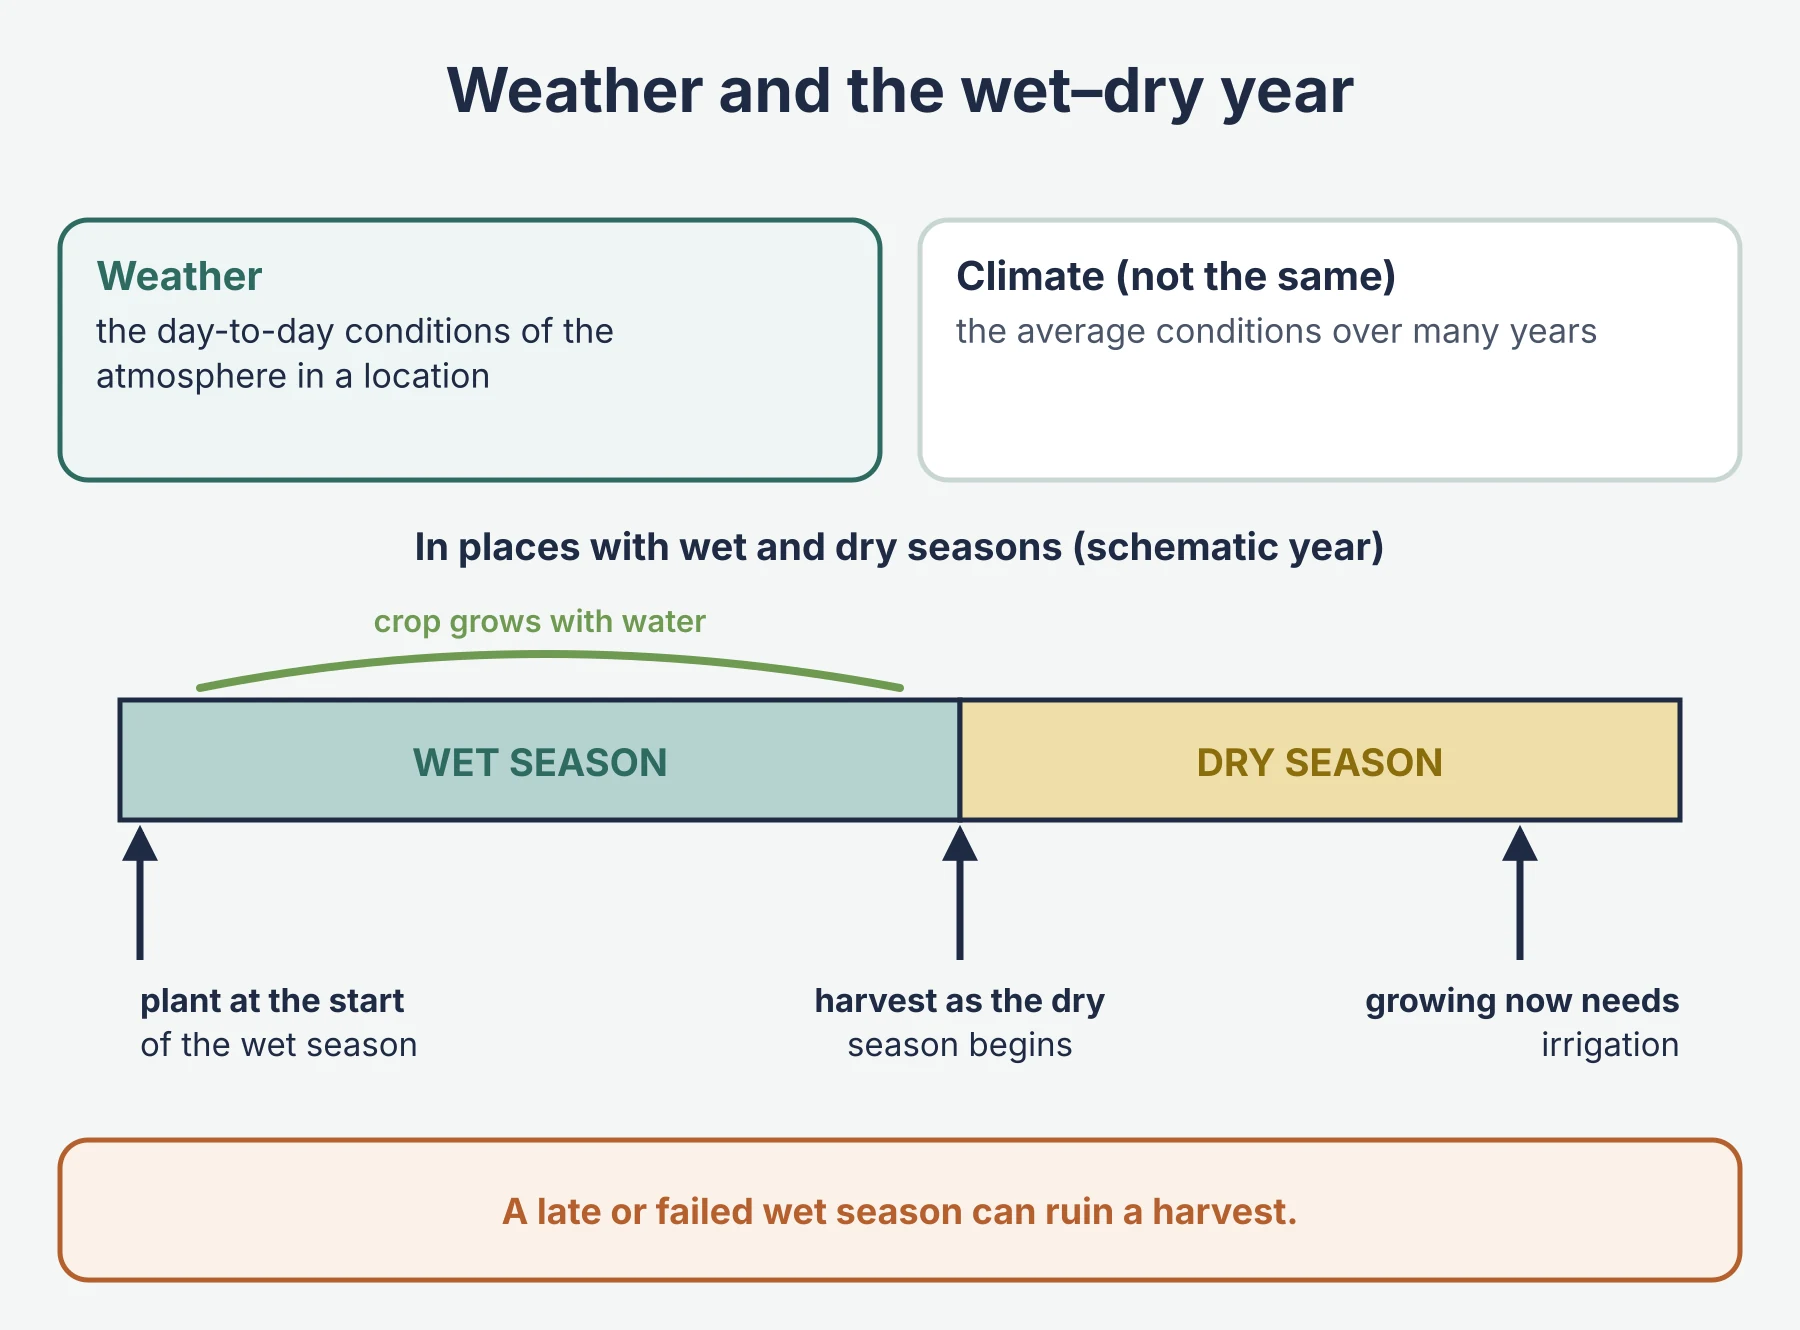 Weather and the wet–dry year
Weather
the day-to-day conditions of the
atmosphere in a location
Climate (not the same)
the average conditions over many years
In places with wet and dry seasons (schematic year)
crop grows with water
WET SEASON
DRY SEASON
plant at the start
of the wet season
harvest as the dry
season begins
growing now needs
irrigation
A late or failed wet season can ruin a harvest.